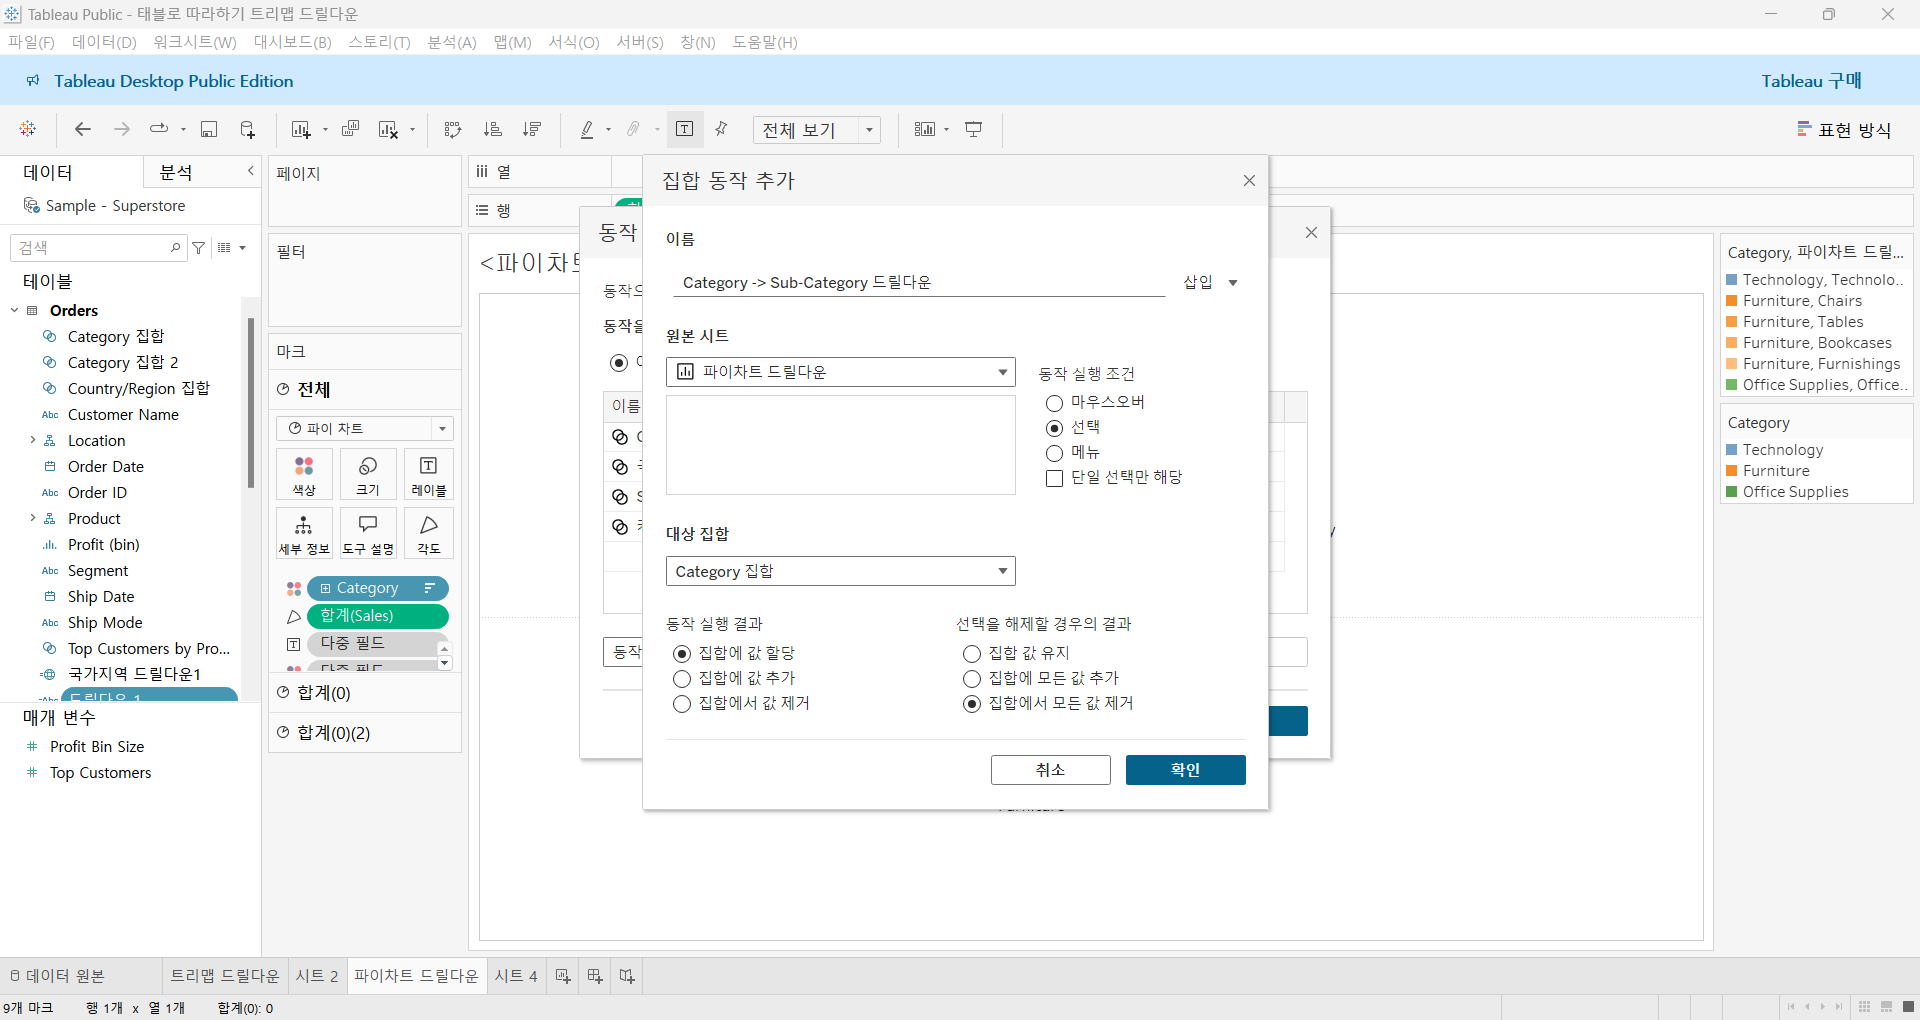 Tableau Public - 태블로 따라하기 트리맵 드릴다운
파일(F) 데이터(D) 워크시트(W) 대시보드(B) 스토리(T) 분석(A) 맵(M) 서식(O) 서버(S) 창(N) 도움말(H)
Tableau Desktop Public Edition
Tableau 구매
전체 보기
표현 방식
데이터
분석
Sample - Superstore
검색
테이블
Orders
Category 집합
Category 집합 2
Country/Region 집합
Abc Customer Name
Location
Order Date
Abc Order ID
Product
Profit (bin)
Abc Segment
Ship Date
Abc Ship Mode
Top Customers by Pro...
국가지역 드릴다운1
드릴다운 1
매개 변수
Profit Bin Size
Top Customers
페이지
필터
마크
전체
파이 차트
색상
크기
레이블
세부 정보
도구 설명
각도
Category
합계(Sales)
다중 필드
다중 필드
합계(0)
합계(0)(2)
열
행
<파이차트
동작
동작으
동작을
이름
동작
집합 동작 추가
이름
Category -> Sub-Category 드릴다운
삽입
원본 시트
파이차트 드릴다운
동작 실행 조건
마우스오버
선택
메뉴
단일 선택만 해당
대상 집합
Category 집합
동작 실행 결과
집합에 값 할당
집합에 값 추가
집합에서 값 제거
선택을 해제할 경우의 결과
집합 값 유지
집합에 모든 값 추가
집합에서 모든 값 제거
취소
확인
Category, 파이차트 드릴...
Technology, Technolo..
Furniture, Chairs
Furniture, Tables
Furniture, Bookcases
Furniture, Furnishings
Office Supplies, Office..
Category
Technology
Furniture
Office Supplies
데이터 원본
트리맵 드릴다운
시트 2
파이차트 드릴다운
시트 4
9개 마크
행 1개 x 열 1개
합계(0): 0